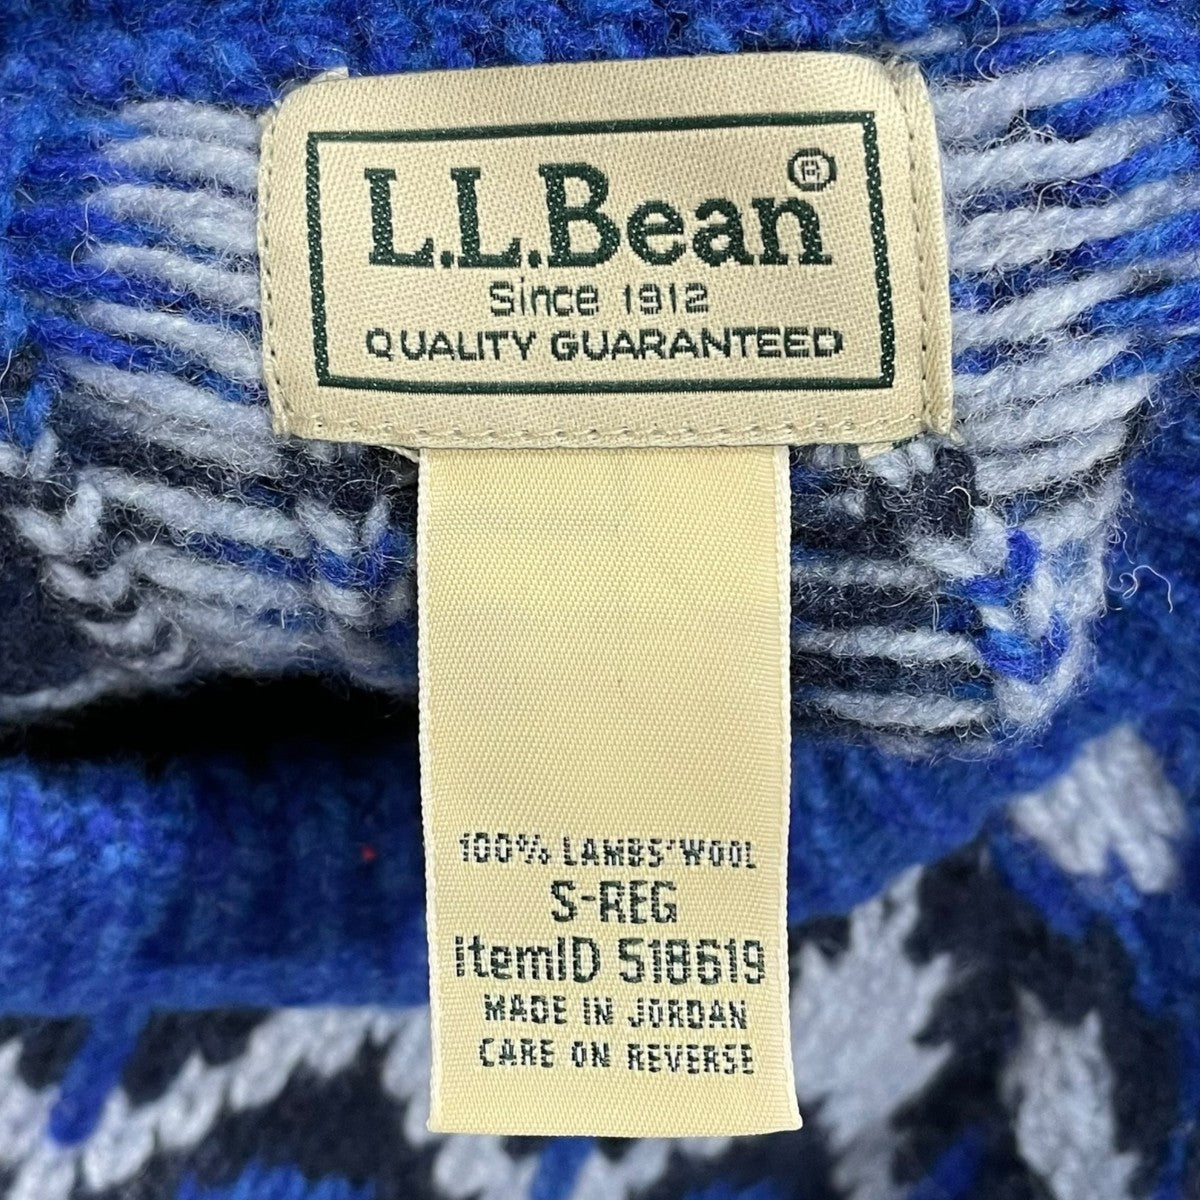 L.L.Bean®
Since 1912
QUALITY GUARANTEED
100% LAMBS'WOOL
S-REG
itemID 518619
MADE IN JORDAN
CARE ON REVERSE